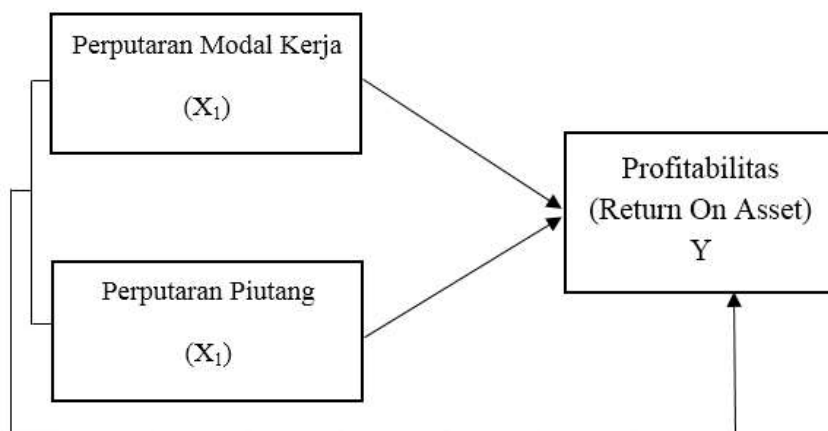 Perputaran Modal Kerja
(X₁)
Profitabilitas
(Return On Asset)
Y
Perputaran Piutang
(X₁)